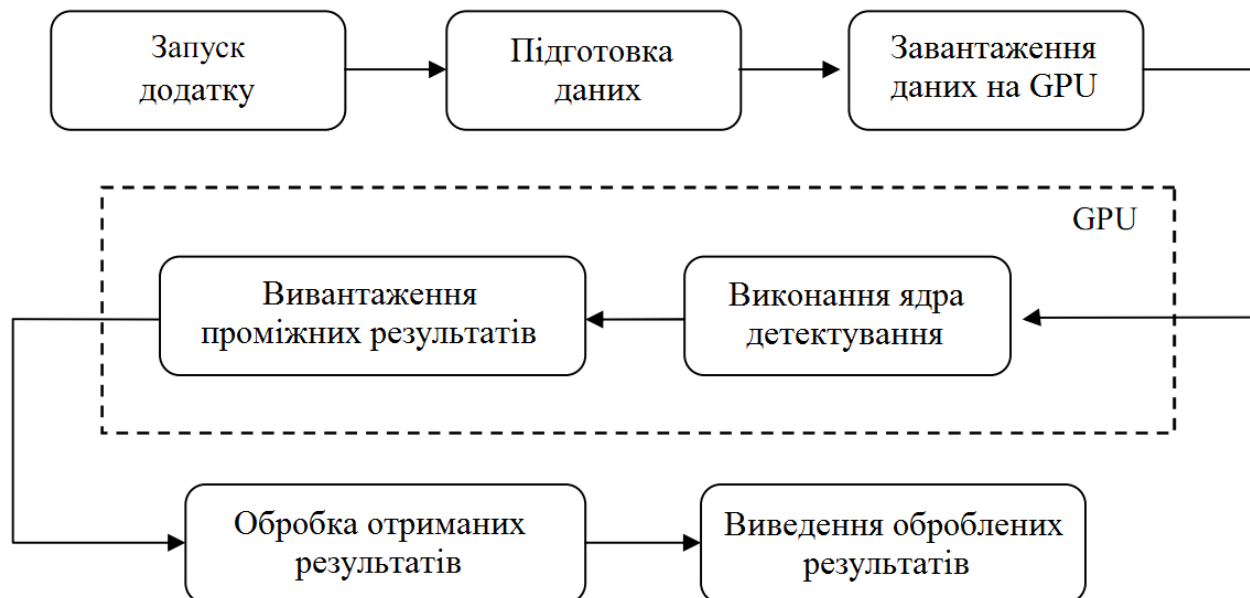 Запуск
додатку
Підготовка
даних
Завантаження
даних на GPU
GPU
Вивантаження
проміжних результатів
Виконання ядра
детектування
Обробка отриманих
результатів
Виведення оброблених
результатів